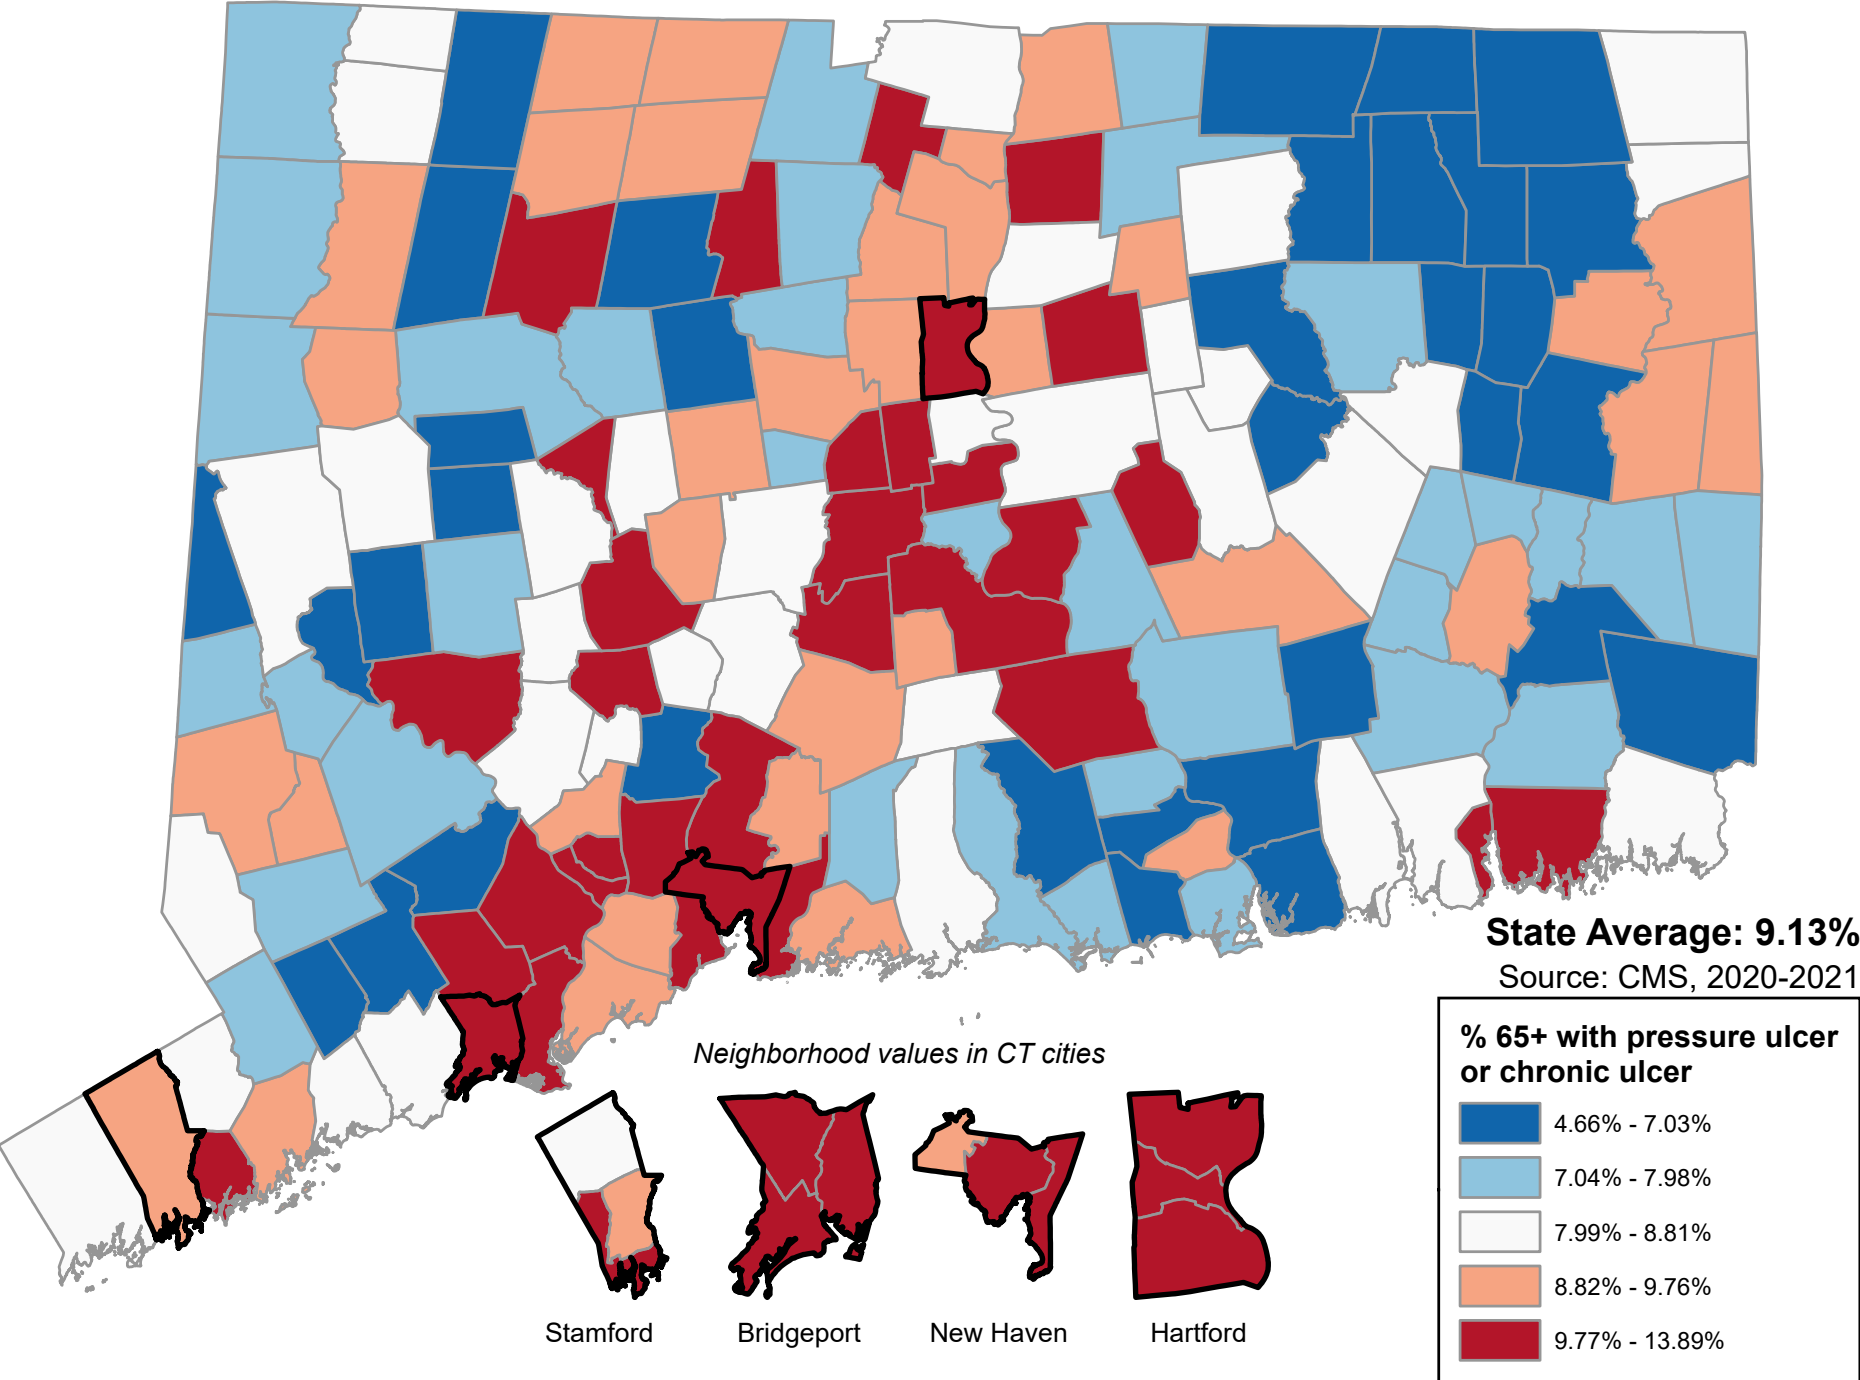 State Average: 9.13%
Source: CMS, 2020-2021
% 65+ with pressure ulcer
or chronic ulcer
4.66% - 7.03%
7.04% - 7.98%
7.99% - 8.81%
8.82% - 9.76%
9.77% - 13.89%
Neighborhood values in CT cities
Stamford
Bridgeport
New Haven
Hartford